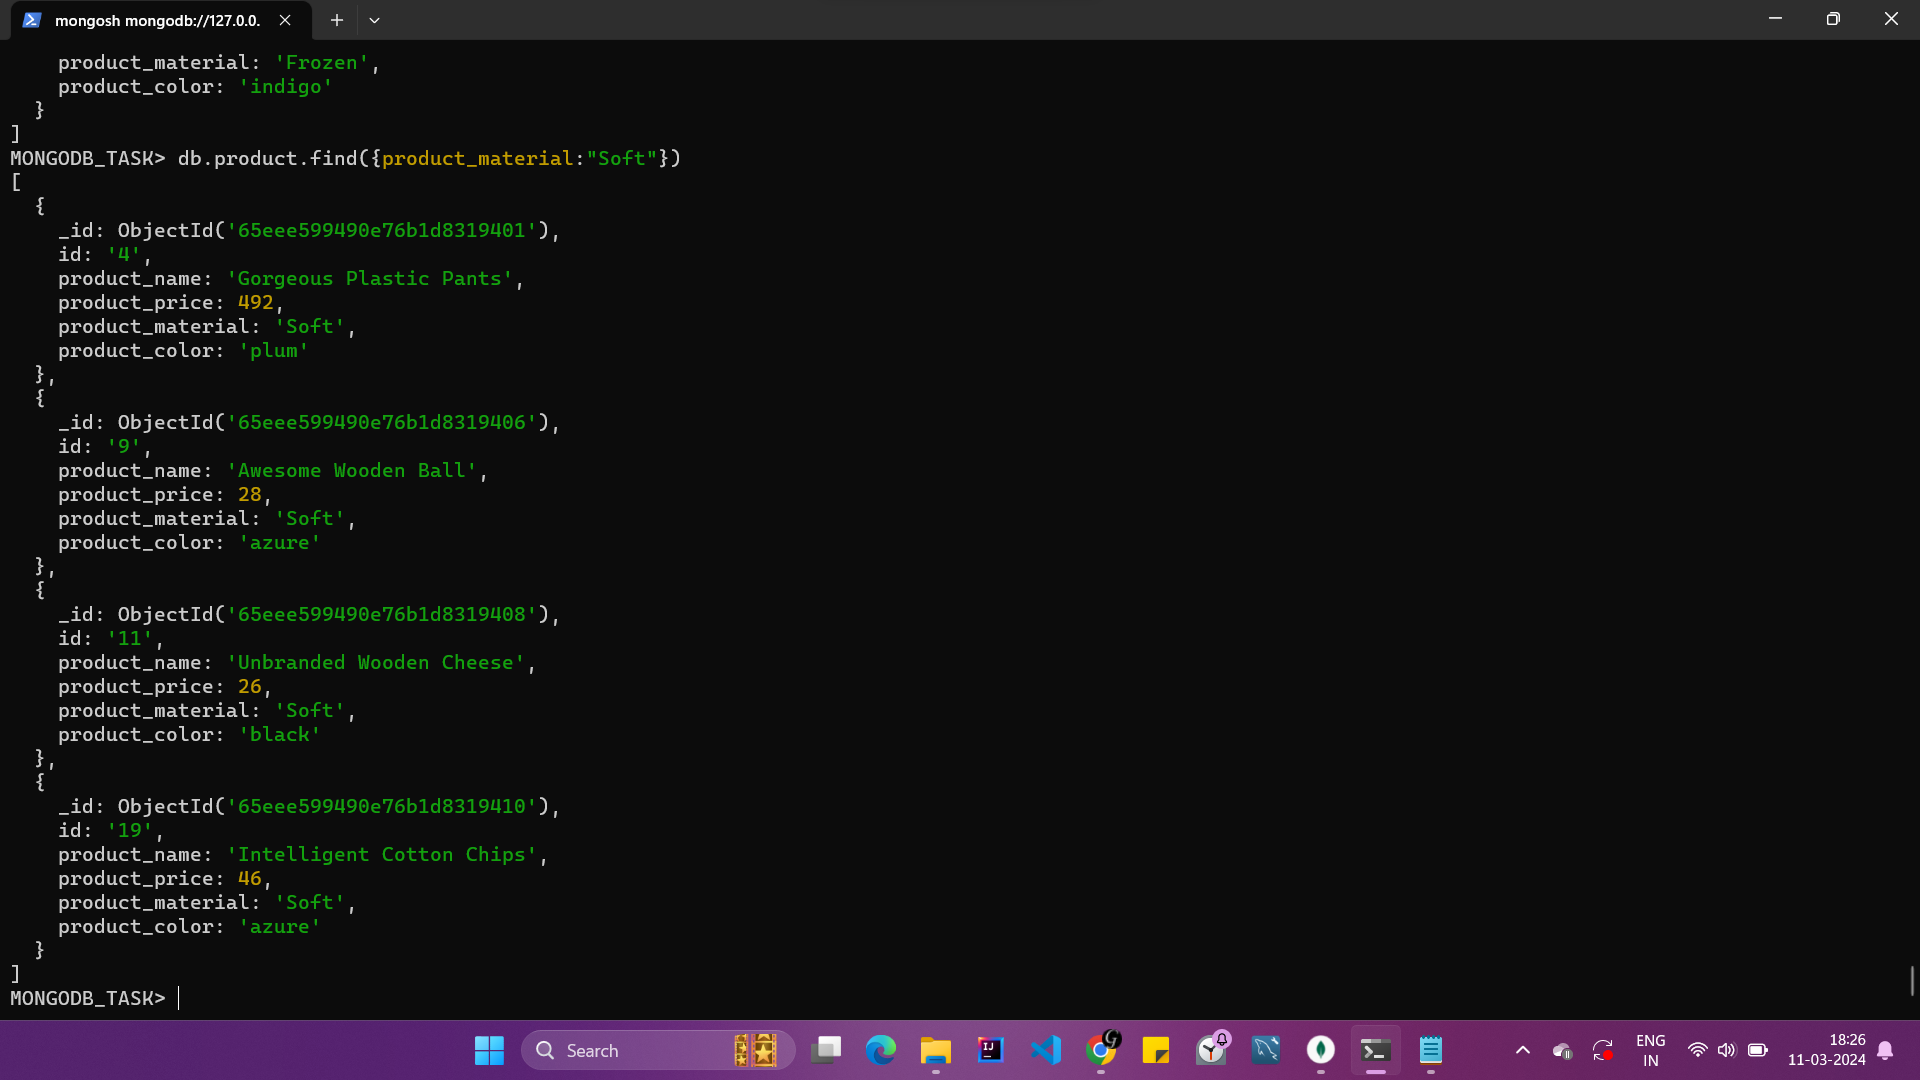 mongosh mongodb://127.0.0.
product_material: 'Frozen',
product_color: 'indigo'
}
]
MONGODB_TASK> db.product.find({product_material:"Soft"})
[
{
_id: ObjectId('65eee599490e76b1d8319401'),
id: '4',
product_name: 'Gorgeous Plastic Pants',
product_price: 492,
product_material: 'Soft',
product_color: 'plum'
},
{
_id: ObjectId('65eee599490e76b1d8319406'),
id: '9',
product_name: 'Awesome Wooden Ball',
product_price: 28,
product_material: 'Soft',
product_color: 'azure'
},
{
_id: ObjectId('65eee599490e76b1d8319408'),
id: '11',
product_name: 'Unbranded Wooden Cheese',
product_price: 26,
product_material: 'Soft',
product_color: 'black'
},
{
_id: ObjectId('65eee599490e76b1d8319410'),
id: '19',
product_name: 'Intelligent Cotton Chips',
product_price: 46,
product_material: 'Soft',
product_color: 'azure'
}
]
MONGODB_TASK>
Search
ENG
IN
18:26
11-03-2024